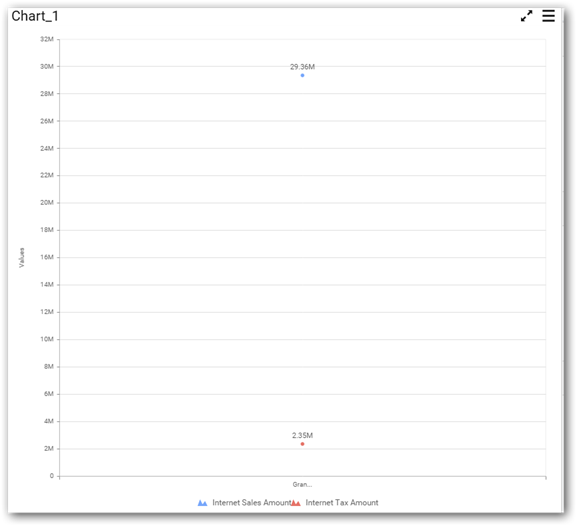 Chart_1
32M
30M
29.36M
28M
26M
24M
22M
20M
18M
Values
16M
14M
12M
10M
8M
6M
4M
2.35M
2M
0
Gran...
Internet Sales Amount Internet Tax Amount